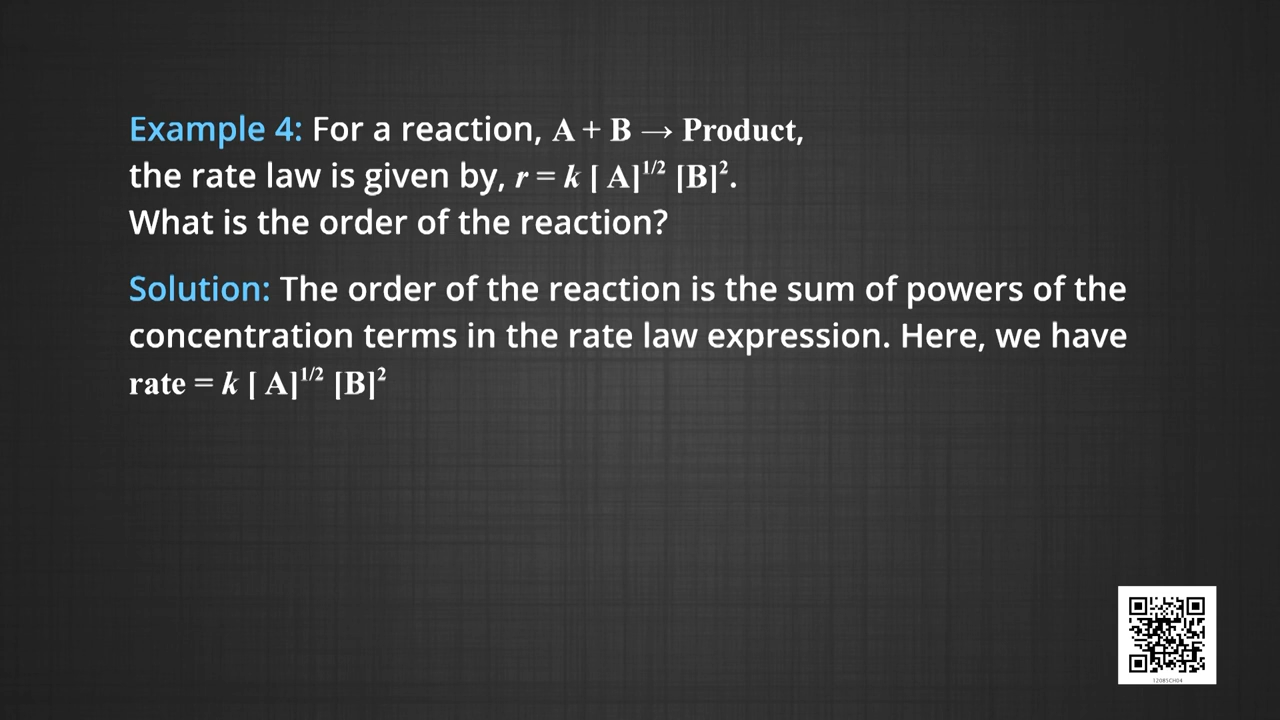 Example 4: For a reaction, A + B → Product,
the rate law is given by, r = k [ A]^1/2 [B]^2.
What is the order of the reaction?
Solution: The order of the reaction is the sum of powers of the
concentration terms in the rate law expression. Here, we have
rate = k [ A]^1/2 [B]^2
12085CH04